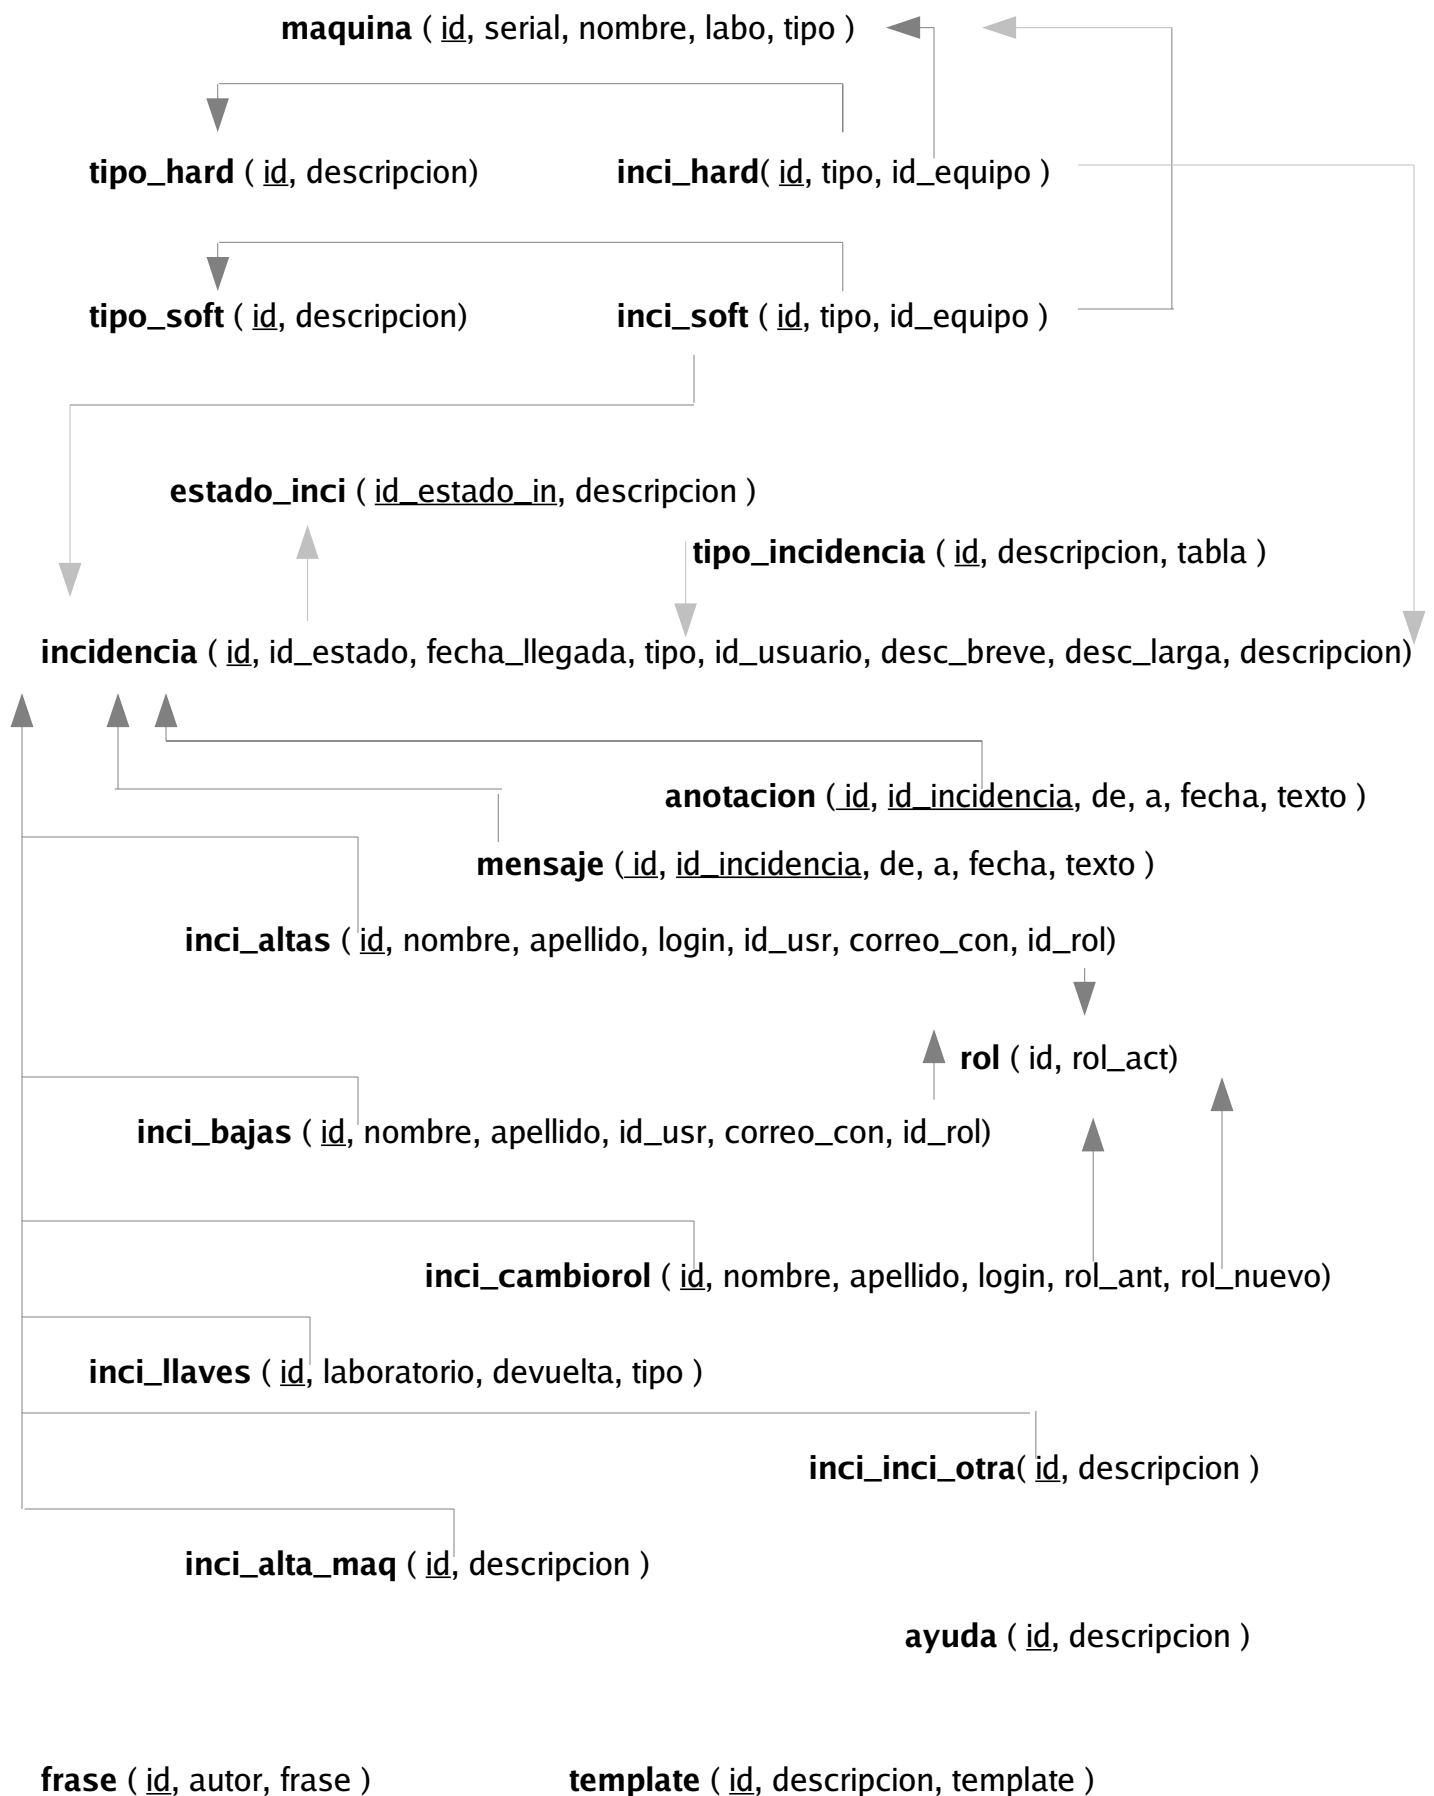 maquina ( id, serial, nombre, labo, tipo )
tipo_hard ( id, descripcion) inci_hard( id, tipo, id_equipo )
tipo_soft ( id, descripcion) inci_soft ( id, tipo, id_equipo )
estado_inci ( id_estado_in, descripcion )
tipo_incidencia ( id, descripcion, tabla )
incidencia ( id, id_estado, fecha_llegada, tipo, id_usuario, desc_breve, desc_larga, descripcion)
anotacion ( id, id_incidencia, de, a, fecha, texto )
mensaje ( id, id_incidencia, de, a, fecha, texto )
inci_altas ( id, nombre, apellido, login, id_usr, correo_con, id_rol)
rol ( id, rol_act)
inci_bajas ( id, nombre, apellido, id_usr, correo_con, id_rol)
inci_cambiorol ( id, nombre, apellido, login, rol_ant, rol_nuevo)
inci_llaves ( id, laboratorio, devuelta, tipo )
inci_inci_otra( id, descripcion )
inci_alta_maq ( id, descripcion )
ayuda ( id, descripcion )
frase ( id, autor, frase ) template ( id, descripcion, template )